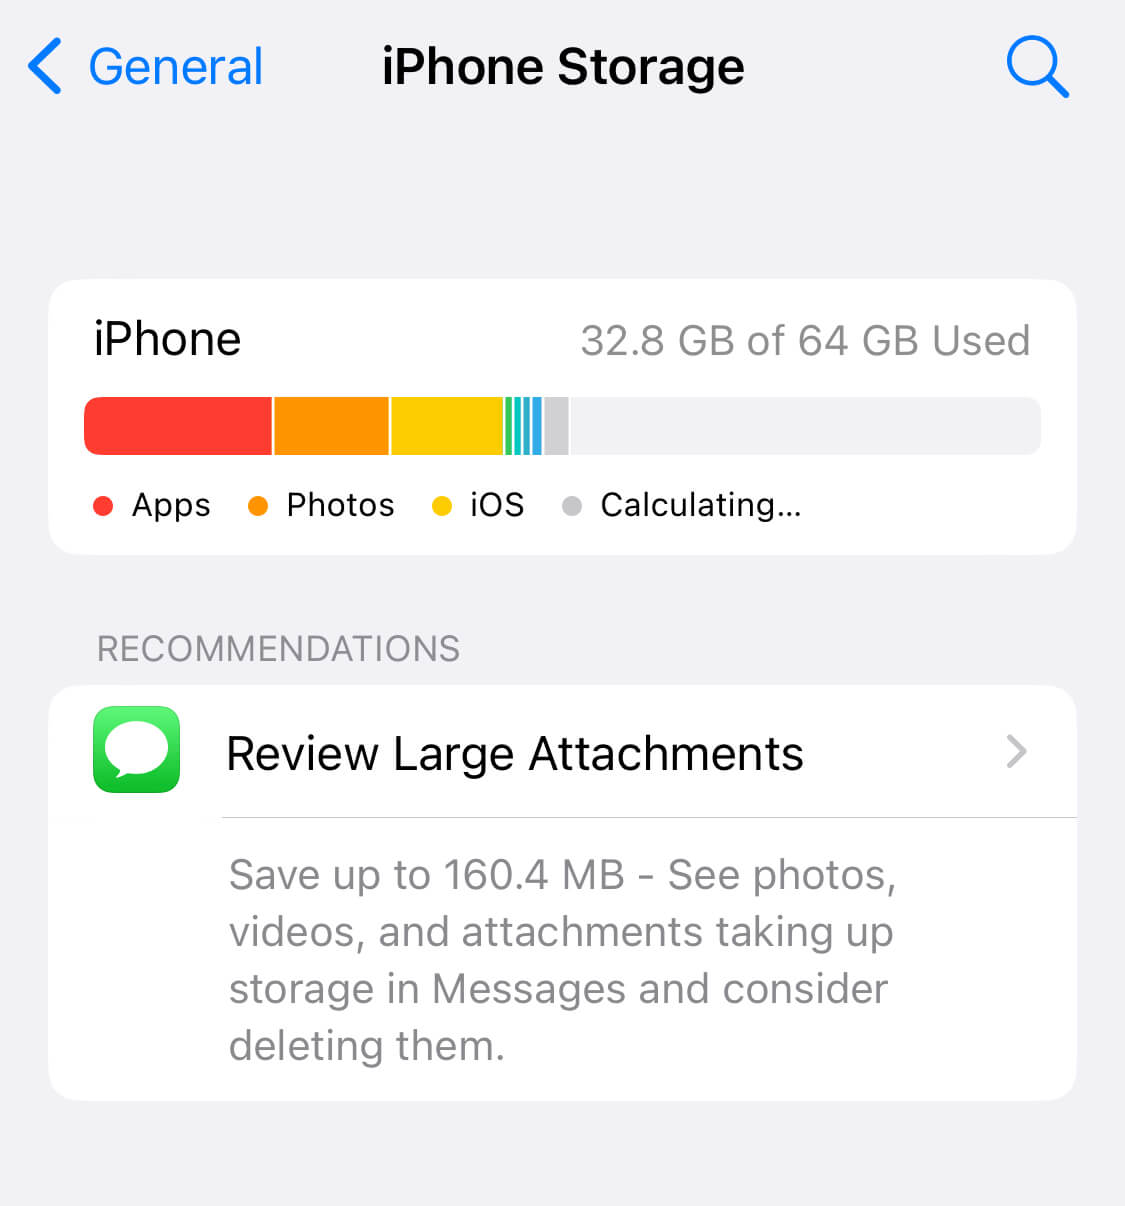 General
iPhone Storage
iPhone
32.8 GB of 64 GB Used
Apps
Photos
iOS
Calculating...
RECOMMENDATIONS
Review Large Attachments
Save up to 160.4 MB - See photos,
videos, and attachments taking up
storage in Messages and consider
deleting them.